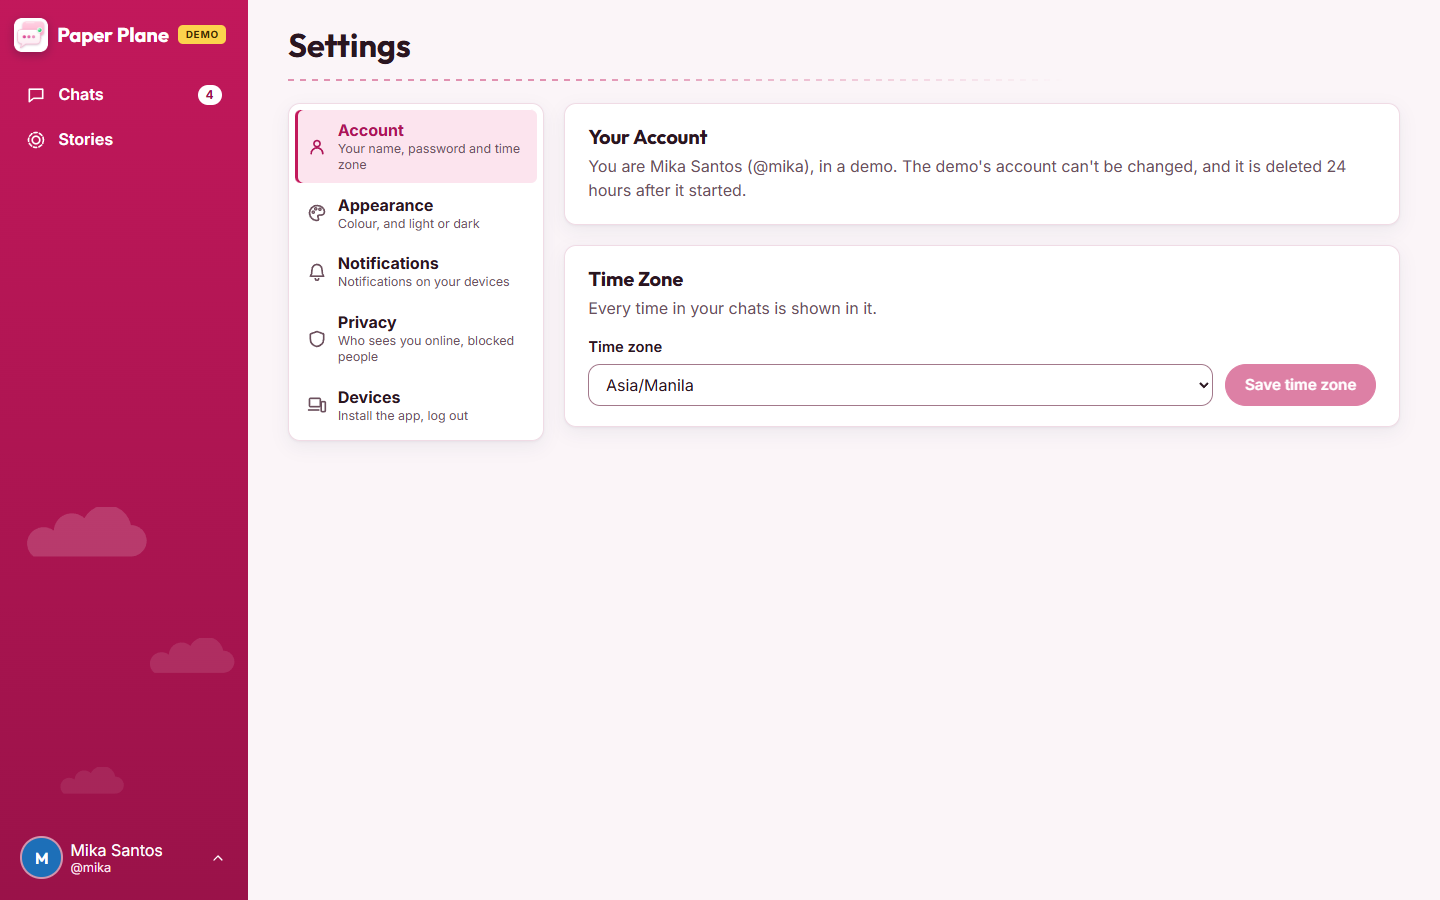 Paper Plane DEMO
Chats 4
Stories
Mika Santos
@mika
M
Settings
Account
Your name, password and time
zone
Appearance
Colour, and light or dark
Notifications
Notifications on your devices
Privacy
Who sees you online, blocked
people
Devices
Install the app, log out
Your Account
You are Mika Santos (@mika), in a demo. The demo's account can't be changed, and it is deleted 24
hours after it started.
Time Zone
Every time in your chats is shown in it.
Time zone
Asia/Manila
Save time zone